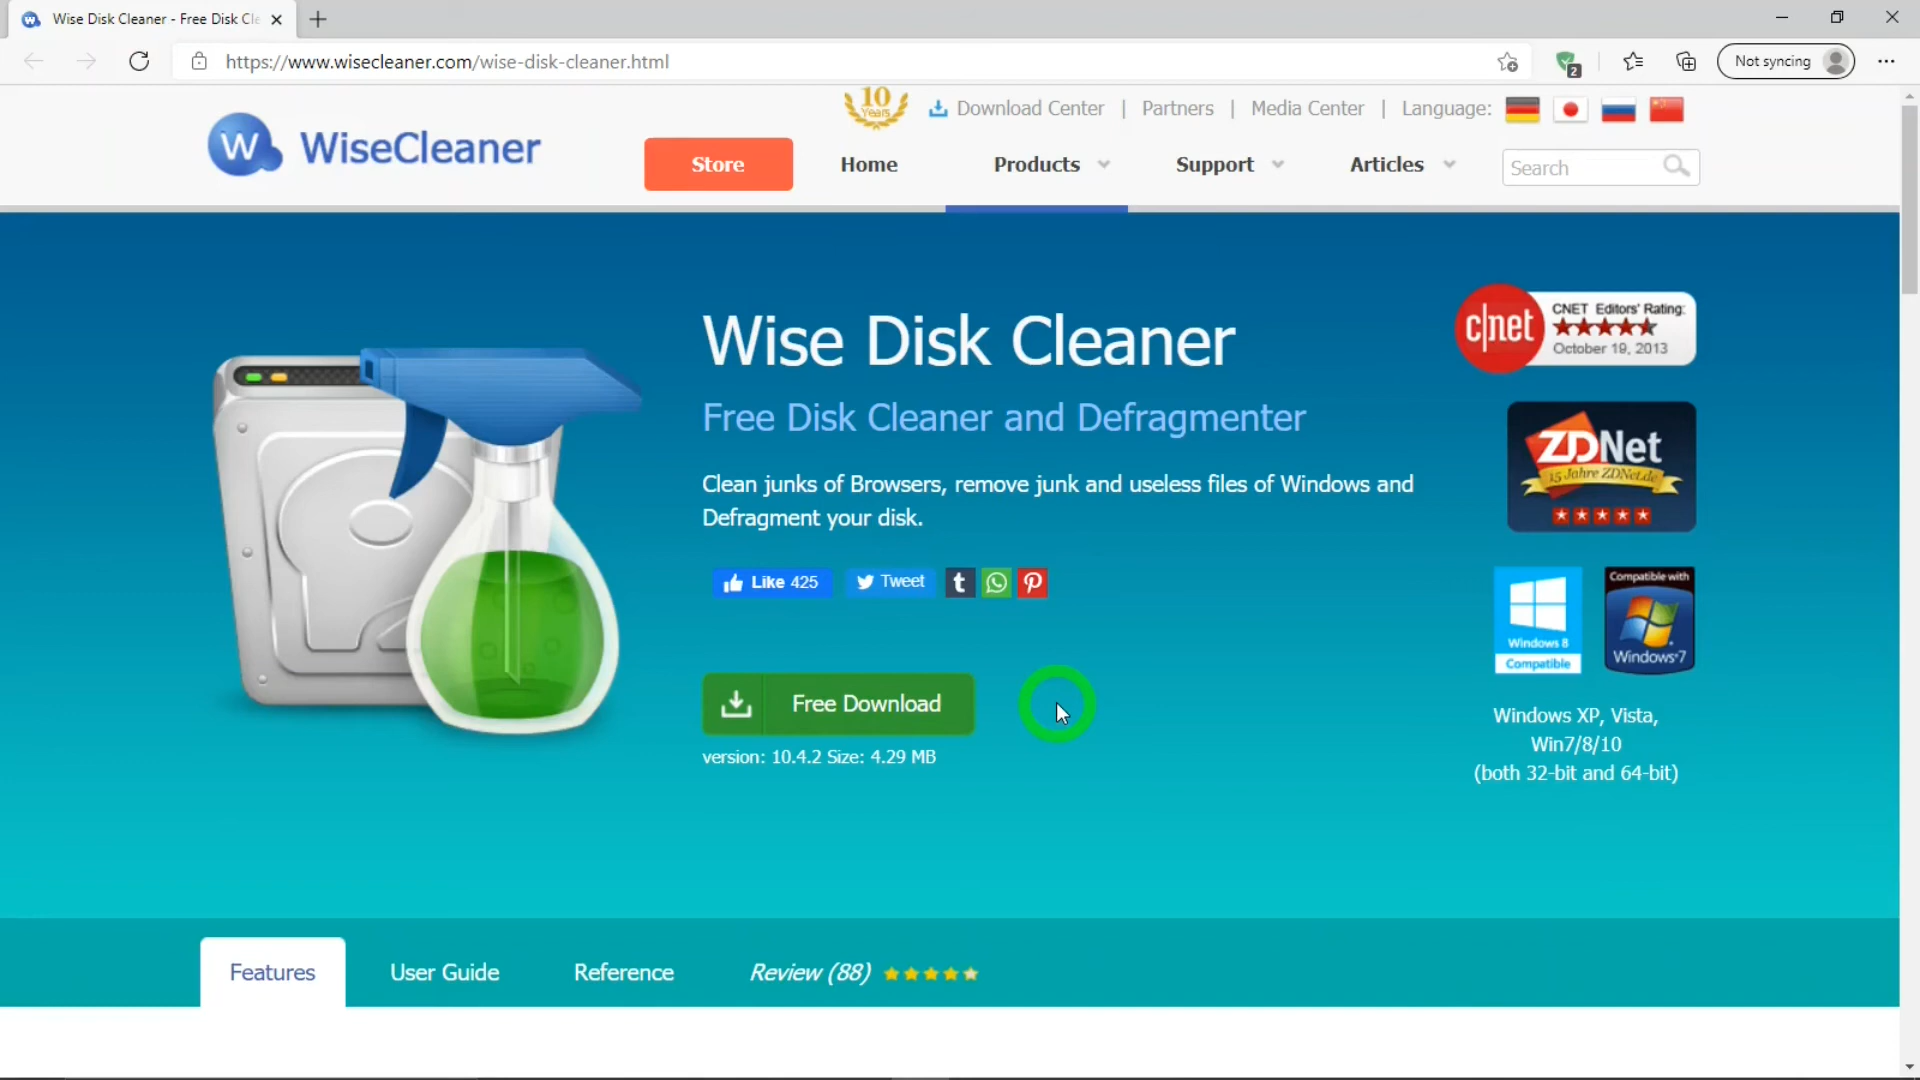 Wise Disk Cleaner - Free Disk Cle
https://www.wisecleaner.com/wise-disk-cleaner.html
2
Not syncing
10
Years
Download Center | Partners | Media Center | Language:
W WiseCleaner
Store
Home
Products
Support
Articles
Search
Wise Disk Cleaner
Free Disk Cleaner and Defragmenter
Clean junks of Browsers, remove junk and useless files of Windows and
Defragment your disk.
Like 425
Tweet
t
Free Download
version: 10.4.2 Size: 4.29 MB
c|net
CNET Editors' Rating:
October 19, 2013
ZDNet
15 Jahre ZDNet.de
Windows 8
Compatible
Compatible with
Windows 7
Windows XP, Vista,
Win7/8/10
(both 32-bit and 64-bit)
Features
User Guide
Reference
Review (88)